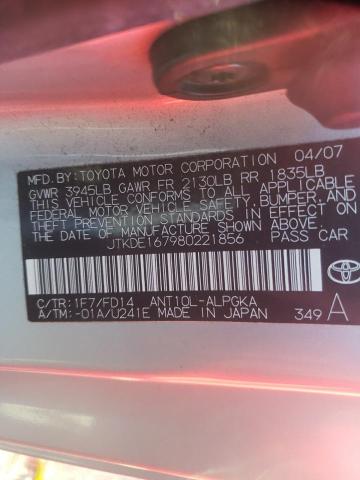 MFD.BY:TOYOTA MOTOR CORPORATION 04/07
GVWR 3945LB GAWR FR 2130LB RR 1835LB
THIS VEHICLE CONFORMS TO ALL APPLICABLE
FEDERAL MOTOR VEHICLE SAFETY, BUMPER, AND
THEFT PREVENTION STANDARDS IN EFFECT ON
THE DATE OF MANUFACTURE SHOWN ABOVE.
JTKDE167980221856 PASS.CAR
C/TR:1F7/FD14 ANT10L-ALPGKA
A/TM:-01A/U241E MADE IN JAPAN 349 A
TOYOTA